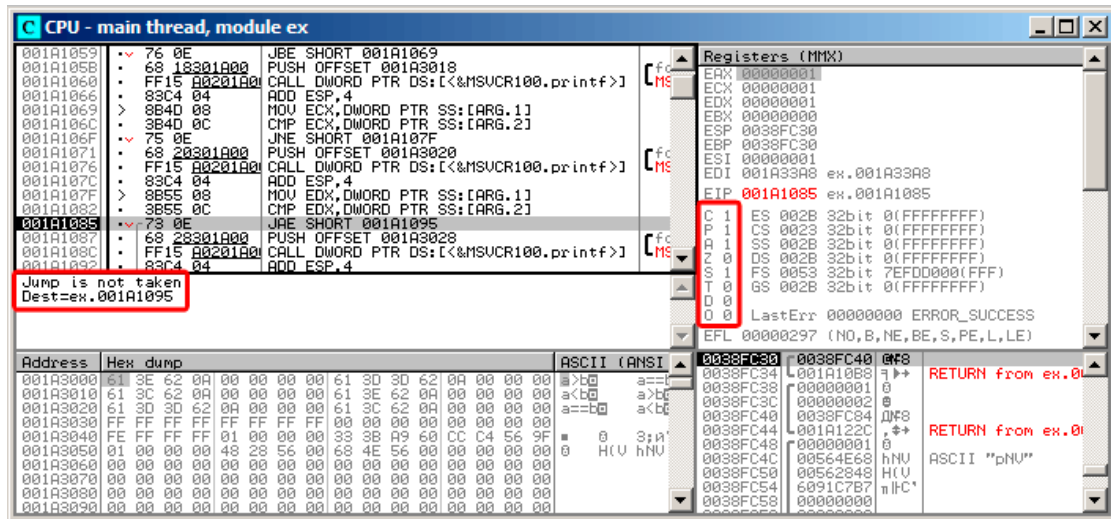 CPU - main thread, module ex
001A1059 76 0E JBE SHORT 001A1069
001A105B 68 18301A00 PUSH OFFSET 001A3018
001A1060 FF15 A0201A0 CALL DWORD PTR DS:[<&MSVCR100.printf>]
001A1066 83C4 04 ADD ESP,4
001A1069 > 8B4D 08 MOV ECX,DWORD PTR SS:[ARG.1]
001A106C 3B4D 0C CMP ECX,DWORD PTR SS:[ARG.2]
001A106F 75 0E JNE SHORT 001A107F
001A1071 68 20301A00 PUSH OFFSET 001A3020
001A1076 FF15 A0201A0 CALL DWORD PTR DS:[<&MSVCR100.printf>]
001A107C 83C4 04 ADD ESP,4
001A107F > 8B55 08 MOV EDX,DWORD PTR SS:[ARG.1]
001A1082 3B55 0C CMP EDX,DWORD PTR SS:[ARG.2]
001A1085 73 0E JAE SHORT 001A1095
001A1087 68 28301A00 PUSH OFFSET 001A3028
001A108C FF15 A0201A0 CALL DWORD PTR DS:[<&MSVCR100.printf>]
001A1092 83C4 04 ADD ESP,4
Jump is not taken
Dest=ex.001A1095
Registers (MMX)
EAX 00000001
ECX 00000001
EDX 00000001
EBX 00000000
ESP 0038FC30
EBP 0038FC30
ESI 00000001
EDI 001A33A8 ex.001A33A8
EIP 001A1085 ex.001A1085
C 1 ES 002B 32bit 0(FFFFFFFF)
P 1 CS 0023 32bit 0(FFFFFFFF)
A 1 SS 002B 32bit 0(FFFFFFFF)
Z 0 DS 002B 32bit 0(FFFFFFFF)
S 1 FS 0053 32bit 7EFDD000(FFF)
T 0 GS 002B 32bit 0(FFFFFFFF)
D 0
O 0 LastErr 00000000 ERROR_SUCCESS
EFL 00000297 (NO,B,NE,BE,S,PE,L,LE)
Address Hex dump ASCII (ANSI
001A3000 61 3E 62 0A 00 00 00 00 61 3D 3D 62 0A 00 00 00 a>b a==b
001A3010 61 3C 62 0A 00 00 00 00 61 3E 62 0A 00 00 00 00 a<b a>b
001A3020 61 3D 3D 62 0A 00 00 00 61 3C 62 0A 00 00 00 00 a==b a<b
001A3030 FF FF FF FF FF FF FF FF 00 00 00 00 00 00 00 00
001A3040 FE FF FF FF 01 00 00 00 33 3B A9 60 CC C4 56 9F
001A3050 01 00 00 00 48 28 56 00 68 4E 56 00 00 00 00 00 H(V hNV
001A3060 00 00 00 00 00 00 00 00 00 00 00 00 00 00 00 00
001A3070 00 00 00 00 00 00 00 00 00 00 00 00 00 00 00 00
001A3080 00 00 00 00 00 00 00 00 00 00 00 00 00 00 00 00
001A3090 00 00 00 00 00 00 00 00 00 00 00 00 00 00 00 00
0038FC30 0038FC40
0038FC34 001A10B8 RETURN from ex.0
0038FC38 00000001
0038FC3C 00000002
0038FC40 0038FC84
0038FC44 001A122C RETURN from ex.0
0038FC48 00000001
0038FC4C 00564E68 hNV ASCII "pNV"
0038FC50 00562848 H(V
0038FC54 6091C7B7
0038FC58 00000000